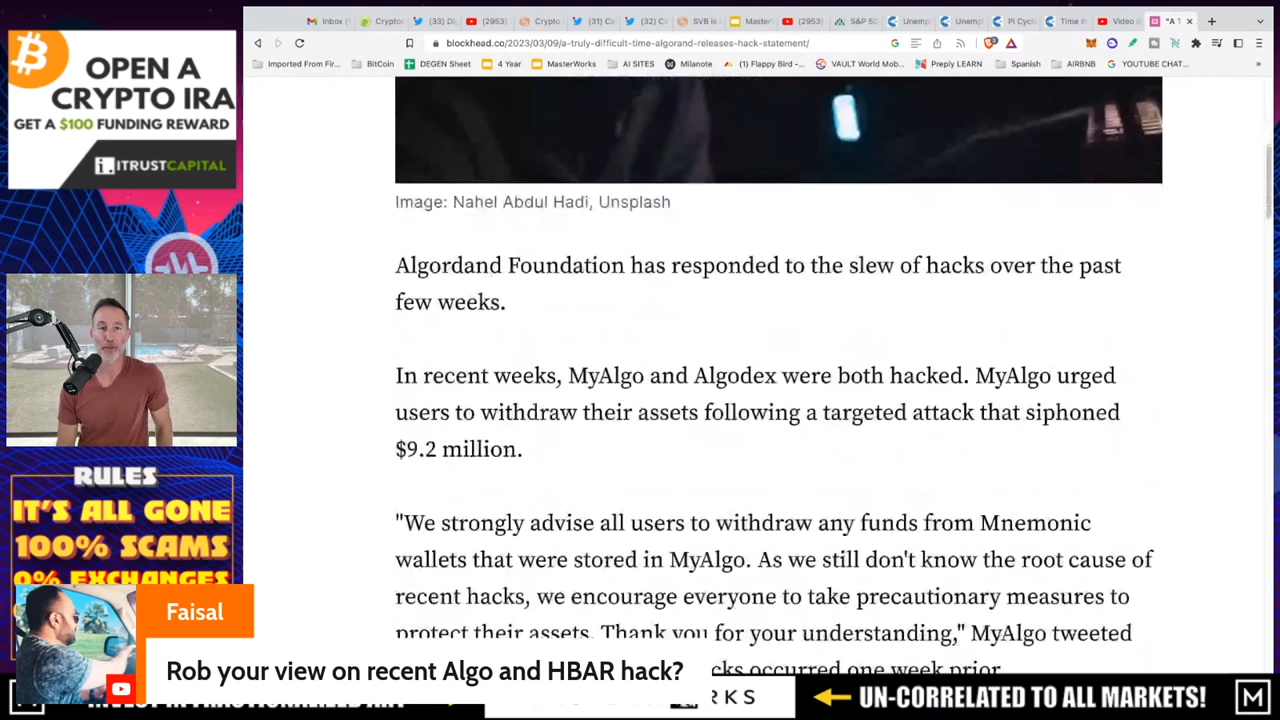 OPEN A
CRYPTO IRA
GET A $100 FUNDING REWARD
i. iTRUSTCAPITAL
RULES
IT'S ALL GONE
100% SCAMS
0% EXCHANGES
Inbox
Cryptoc
(33) Di
(2953)
Crypto
(31) Cir
(32) Cir
SVB is
Master
(2953)
S&P 50
Unemp
Unemp
Pi Cycle
Time In
Video d
"A T
blockhead.co/2023/03/09/a-truly-difficult-time-algorand-releases-hack-statement/
Imported From Fir...
BitCoin
DEGEN Sheet
4 Year
MasterWorks
AI SITES
Milanote
(1) Flappy Bird -...
VAULT World Mob...
Preply LEARN
Spanish
AIRBNB
YOUTUBE CHAT...
Image: Nahel Abdul Hadi, Unsplash
Algordand Foundation has responded to the slew of hacks over the past
few weeks.
In recent weeks, MyAlgo and Algodex were both hacked. MyAlgo urged
users to withdraw their assets following a targeted attack that siphoned
$9.2 million.
"We strongly advise all users to withdraw any funds from Mnemonic
wallets that were stored in MyAlgo. As we still don't know the root cause of
recent hacks, we encourage everyone to take precautionary measures to
protect their assets. Thank you for your understanding," MyAlgo tweeted
cks occurred one week prior.
Faisal
Rob your view on recent Algo and HBAR hack?
RKS
UN-CORRELATED TO ALL MARKETS!